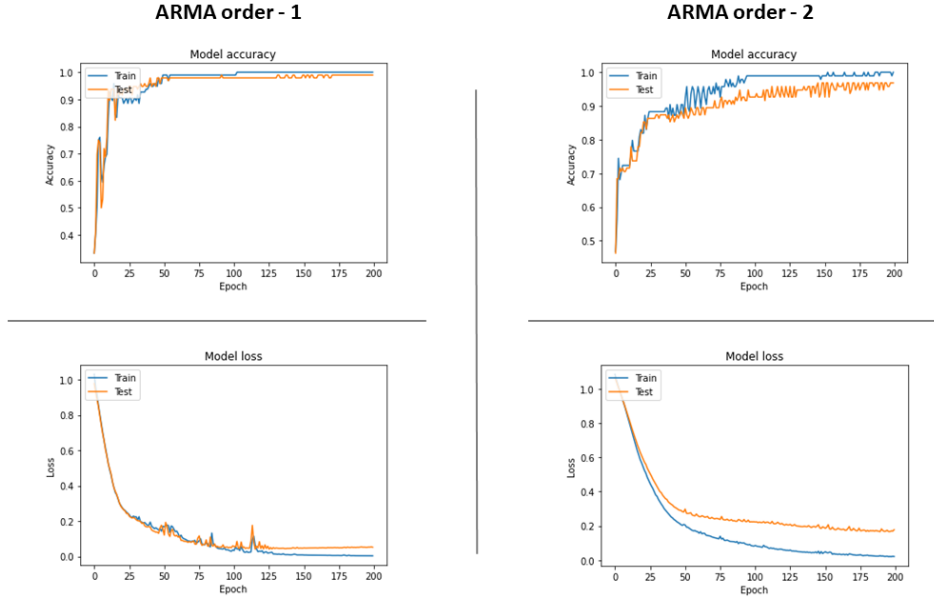 ARMA order - 1
Model accuracy
Train
Test
1.0
0.9
0.8
0.7
0.6
0.5
0.4
Accuracy
0 25 50 75 100 125 150 175 200
Epoch
Model loss
Train
Test
1.0
0.8
0.6
0.4
0.2
0.0
Loss
0 25 50 75 100 125 150 175 200
Epoch
ARMA order - 2
Model accuracy
Train
Test
1.0
0.9
0.8
0.7
0.6
0.5
Accuracy
0 25 50 75 100 125 150 175 200
Epoch
Model loss
Train
Test
1.0
0.8
0.6
0.4
0.2
0.0
Loss
0 25 50 75 100 125 150 175 200
Epoch